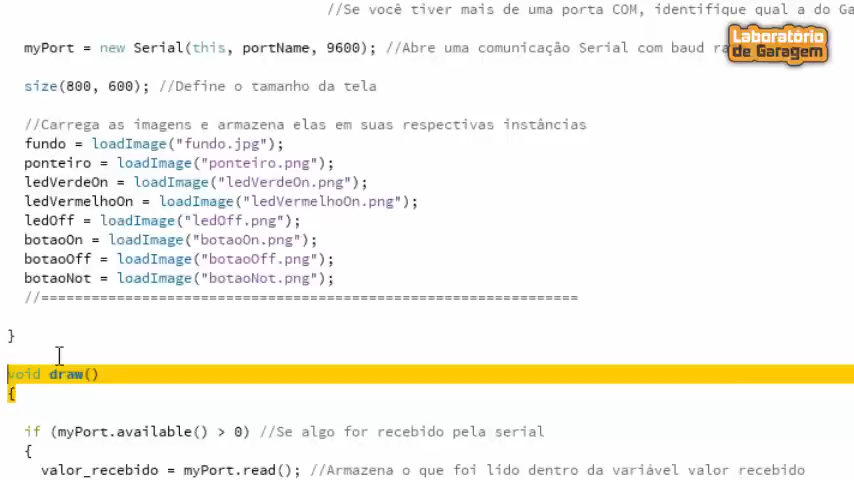 //Se você tiver mais de uma porta COM, identifique qual a do Ga
myPort = new Serial(this, portName, 9600); //Abre uma comunicação Serial com baud ra
Laboratório
de Garagem
size(800, 600); //Define o tamanho da tela
//Carrega as imagens e armazena elas em suas respectivas instâncias
fundo = loadImage("fundo.jpg");
ponteiro = loadImage("ponteiro.png");
ledVerdeOn = loadImage("ledVerdeOn.png");
ledVermelhoOn = loadImage("ledVermelhoOn.png");
ledOff = loadImage("ledOff.png");
botaoOn = loadImage("botaoOn.png");
botaoOff = loadImage("botaoOff.png");
botaoNot = loadImage("botaoNot.png");
//================================================================
}
void draw()
{
if (myPort.available() > 0) //Se algo for recebido pela serial
{
valor_recebido = myPort.read(); //Armazena o que foi lido dentro da variável valor recebido